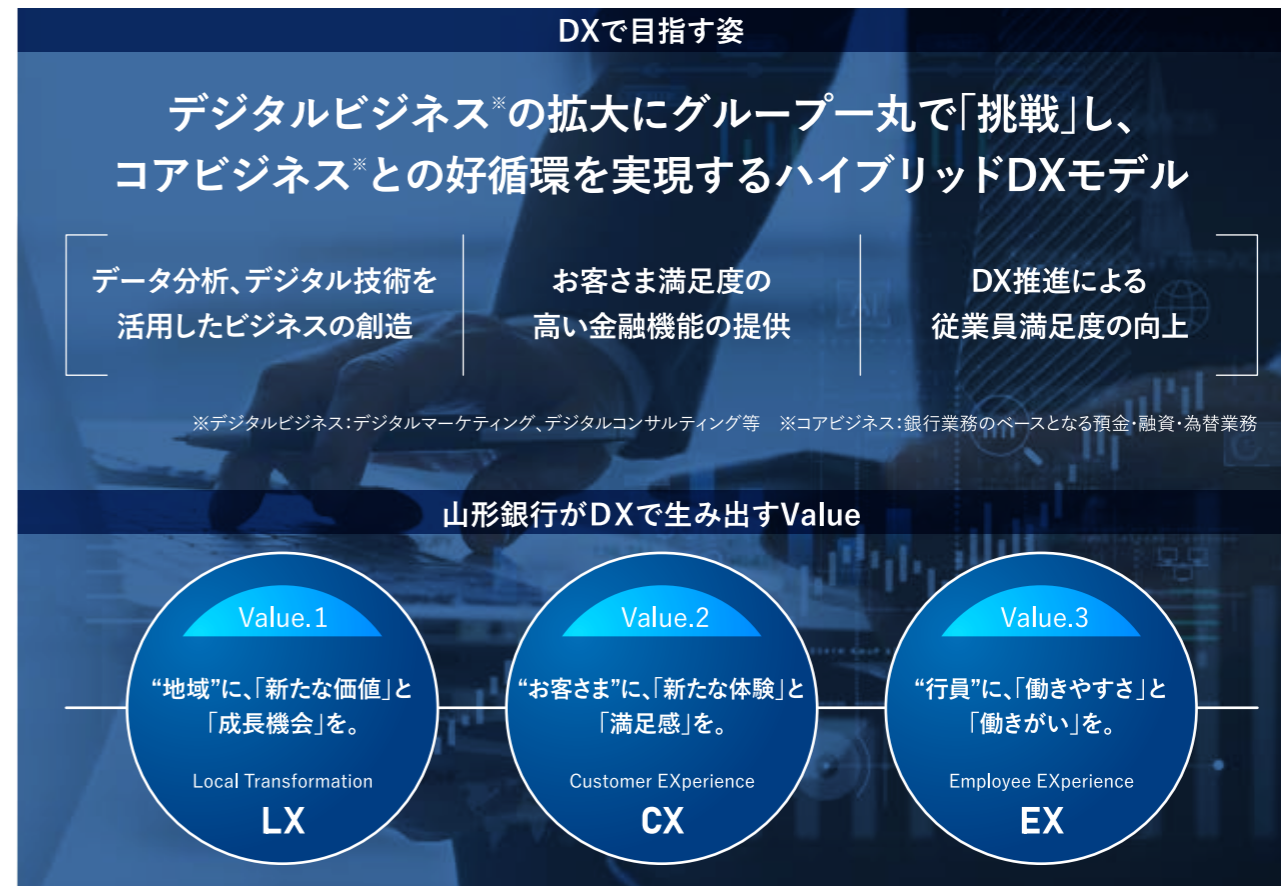 DXで目指す姿
デジタルビジネス※の拡大にグループ一丸で「挑戦」し、
コアビジネス※との好循環を実現するハイブリッドDXモデル
データ分析、デジタル技術を
活用したビジネスの創造
お客さま満足度の
高い金融機能の提供
DX推進による
従業員満足度の向上
※デジタルビジネス：デジタルマーケティング、デジタルコンサルティング等　※コアビジネス：銀行業務のベースとなる預金・融資・為替業務
山形銀行がDXで生み出すValue
Value.1
“地域”に、「新たな価値」と
「成長機会」を。
Local Transformation
LX
Value.2
“お客さま”に、「新たな体験」と
「満足感」を。
Customer EXperience
CX
Value.3
“行員”に、「働きやすさ」と
「働きがい」を。
Employee EXperience
EX
AI